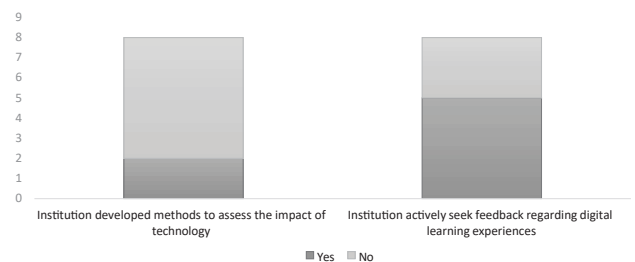 9
8
7
6
5
4
3
2
1
0
Institution developed methods to assess the impact of
technology
Institution actively seek feedback regarding digital
learning experiences
Yes No